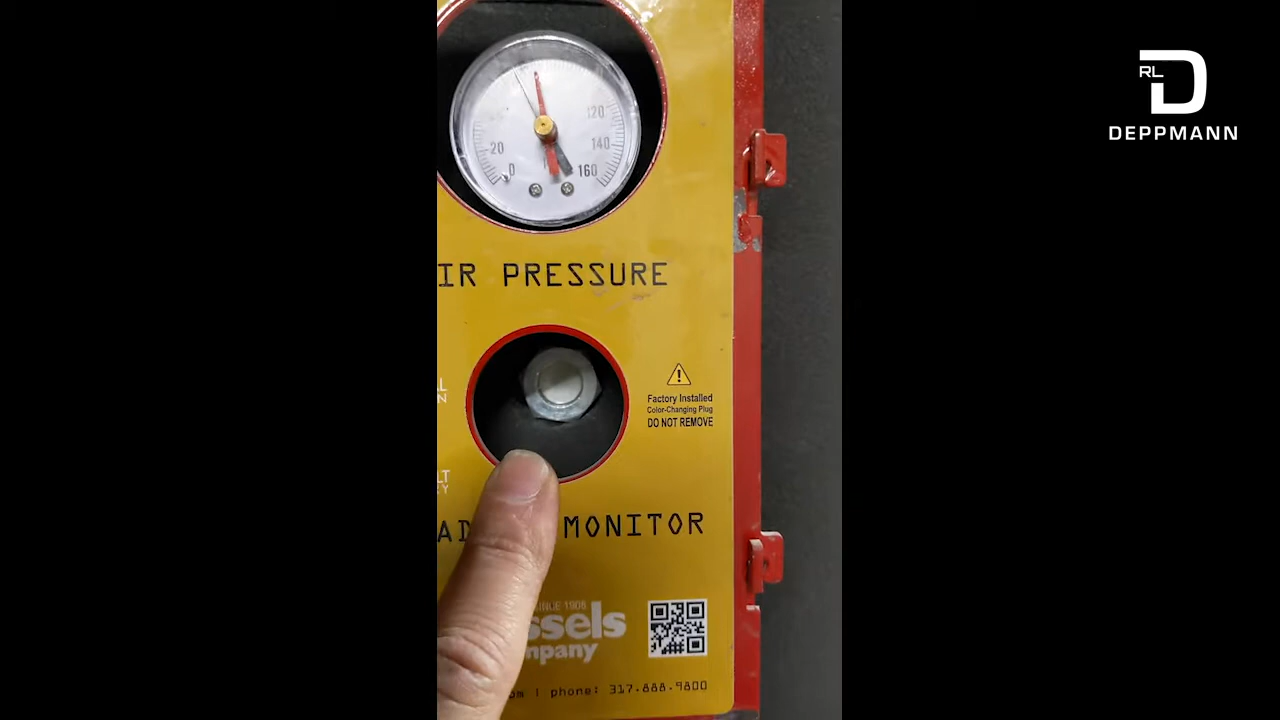 RL D
DEPPMANN
120
20
140
0
160
IR PRESSURE
Factory Installed
Color-Changing Plug
DO NOT REMOVE
MONITOR
SINCE 1906
ssels
mpany
om | phone: 317.888.9800